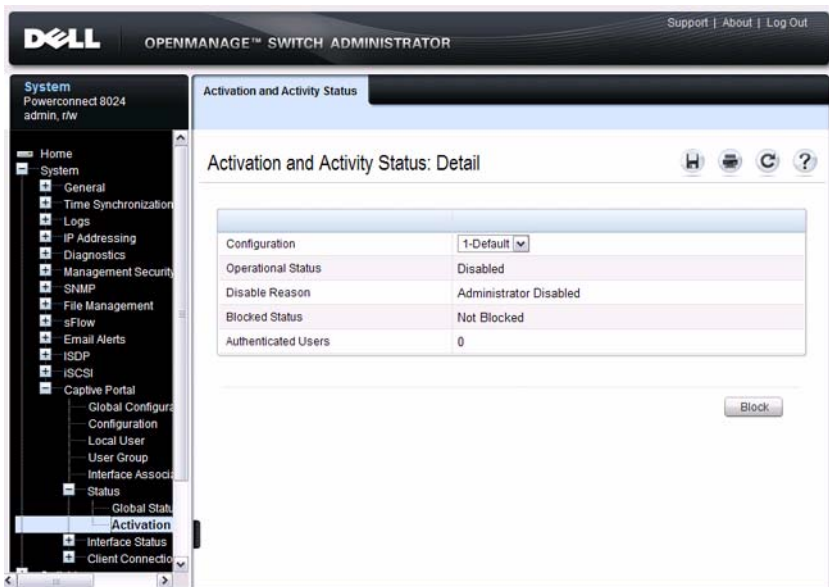 Support | About | Log Out
DELL OPENMANAGE™ SWITCH ADMINISTRATOR
System
Powerconnect 8024
admin, r/w
Activation and Activity Status
Home
System
General
Time Synchronization
Logs
IP Addressing
Diagnostics
Management Security
SNMP
File Management
sFlow
Email Alerts
ISDP
iSCSI
Captive Portal
Global Configura
Configuration
Local User
User Group
Interface Associa
Status
Global Statu
Activation
Interface Status
Client Connectio
Activation and Activity Status: Detail
Configuration 1-Default
Operational Status Disabled
Disable Reason Administrator Disabled
Blocked Status Not Blocked
Authenticated Users 0
Block